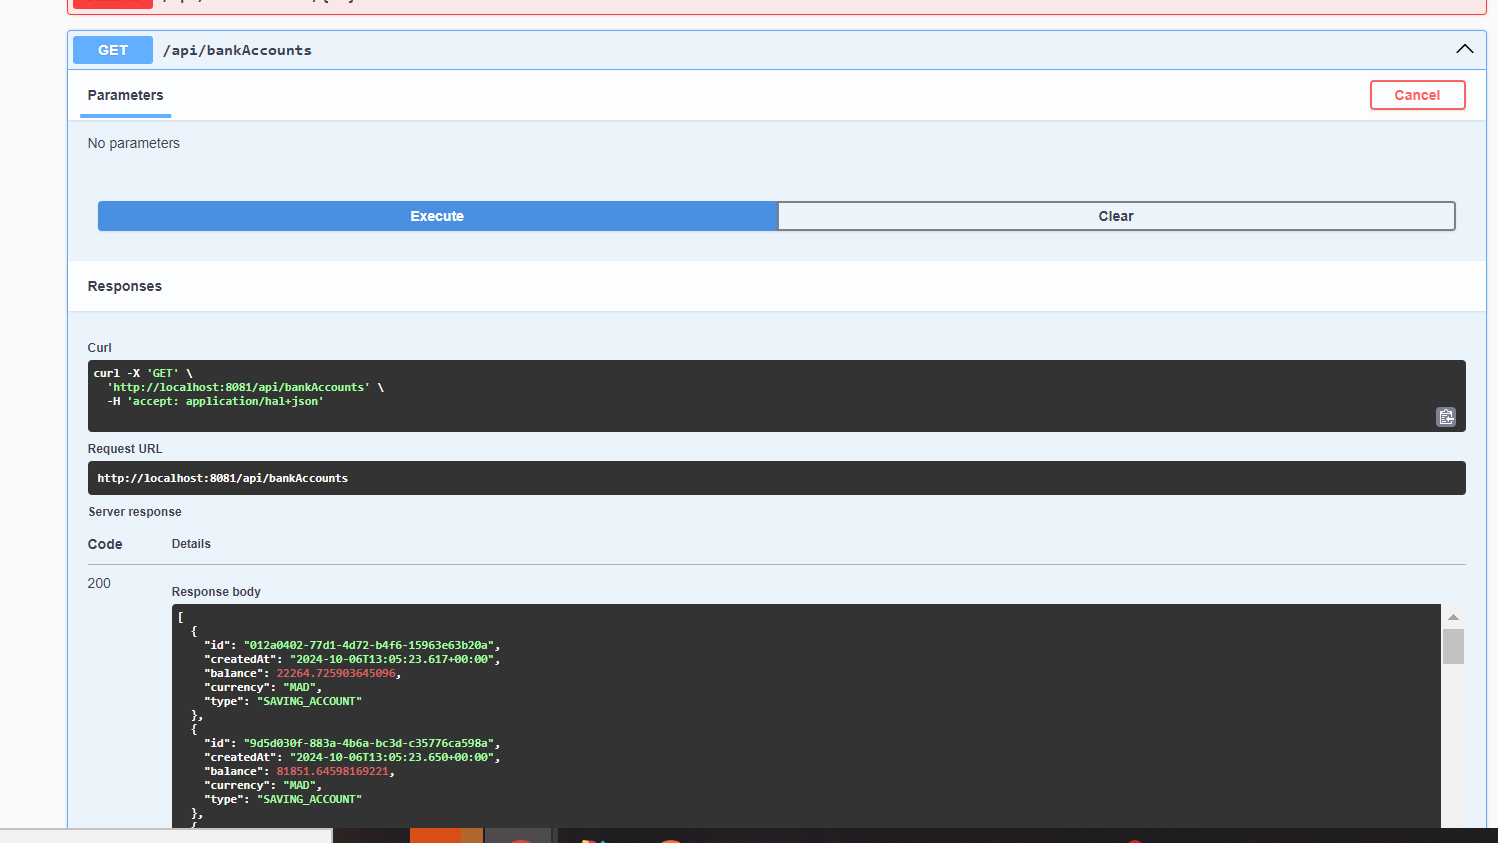 GET /api/bankAccounts
Parameters
Cancel
No parameters
Execute
Clear
Responses
Curl
curl -X 'GET' \
'http://localhost:8081/api/bankAccounts' \
-H 'accept: application/hal+json'
Request URL
http://localhost:8081/api/bankAccounts
Server response
Code Details
200
Response body
[
{
"id": "012a0402-77d1-4d72-b4f6-15963e63b20a",
"createdAt": "2024-10-06T13:05:23.617+00:00",
"balance": 22264.725903645096,
"currency": "MAD",
"type": "SAVING_ACCOUNT"
},
{
"id": "9d5d030f-883a-4b6a-bc3d-c35776ca598a",
"createdAt": "2024-10-06T13:05:23.650+00:00",
"balance": 81851.64598169221,
"currency": "MAD",
"type": "SAVING_ACCOUNT"
},
{